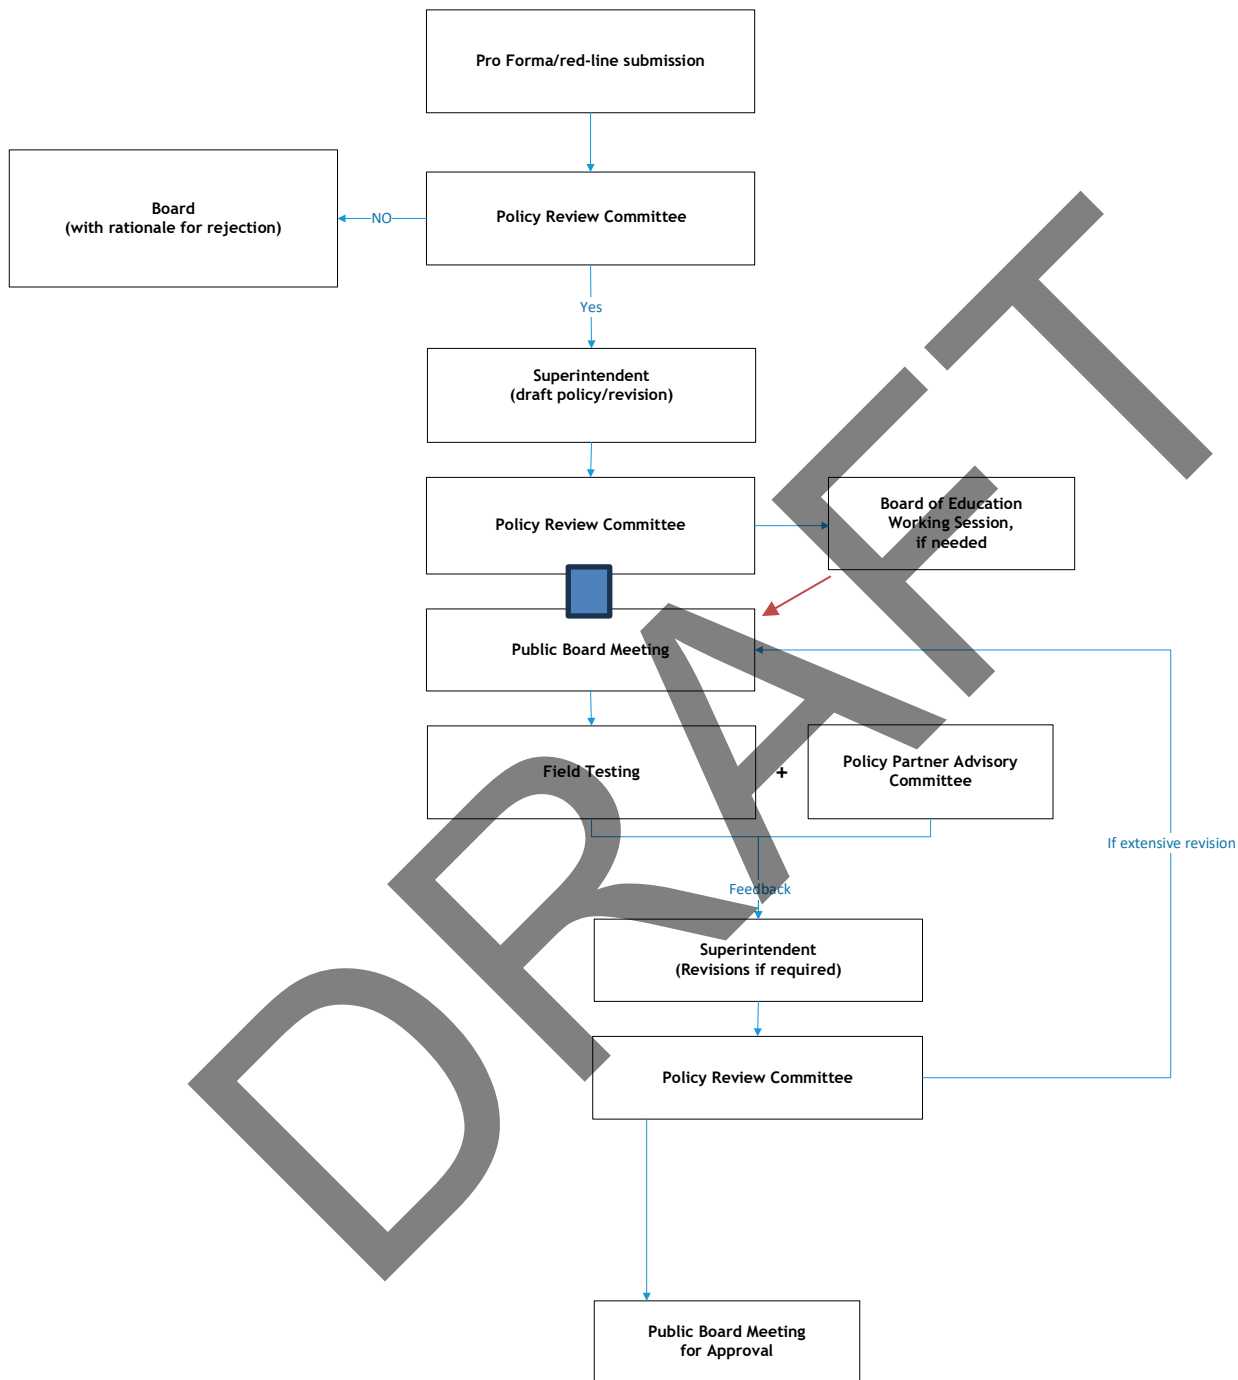 Pro Forma/red-line submission
Board
(with rationale for rejection)
NO
Policy Review Committee
Yes
Superintendent
(draft policy/revision)
Policy Review Committee
Board of Education
Working Session,
if needed
Public Board Meeting
Field Testing
+
Policy Partner Advisory
Committee
If extensive revision
Feedback
Superintendent
(Revisions if required)
Policy Review Committee
Public Board Meeting
for Approval
DRAFT